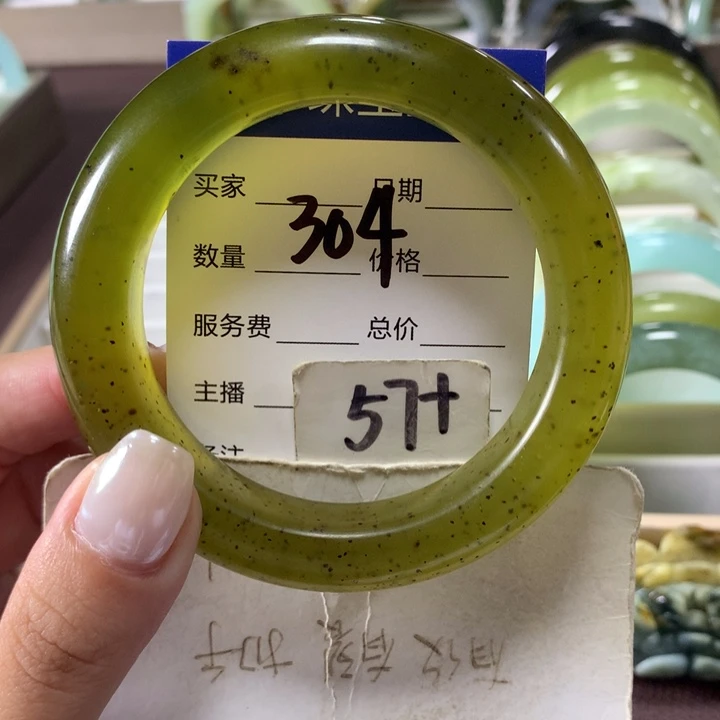 买家 日期
304
数量 价格
服务费 总价
主播
57+